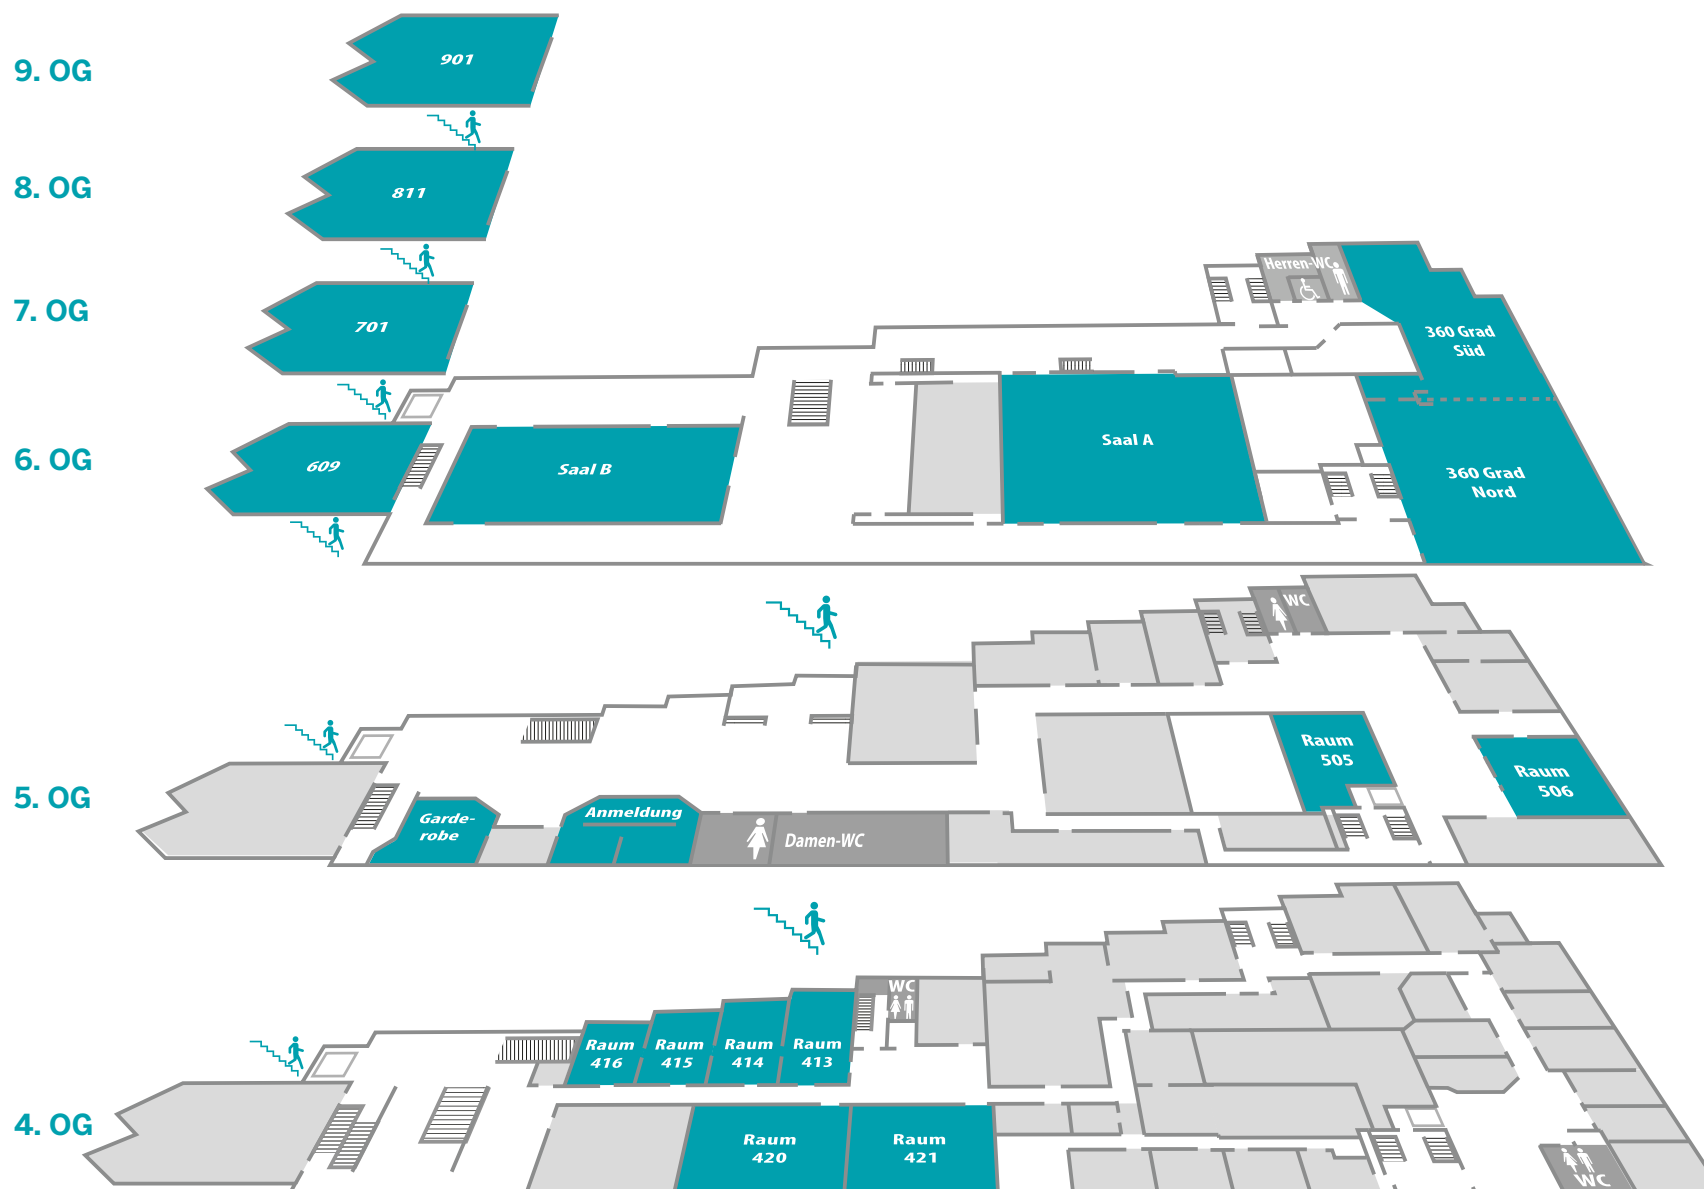 9. OG
901
8. OG
811
7. OG
701
Herren-WC
360 Grad
Süd
6. OG
609
Saal B
Saal A
360 Grad
Nord
WC
5. OG
Garde-
robe
Anmeldung
Damen-WC
Raum
505
Raum
506
4. OG
WC
Raum
416
Raum
415
Raum
414
Raum
413
Raum
420
Raum
421
WC